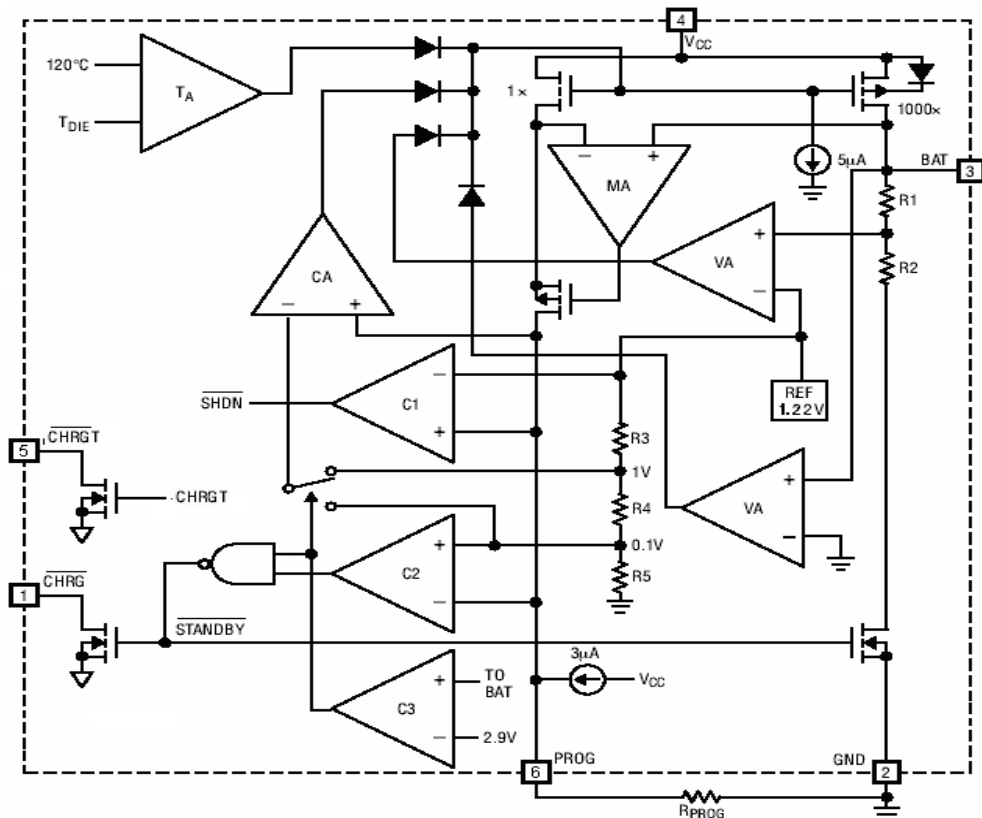 4
VCC
120°C
TA
TDIE
1×
1000×
5μA
BAT
3
MA
R1
VA
R2
CA
REF
1.22V
SHDN
C1
R3
5
CHRGT
1V
CHRGT
R4
VA
0.1V
C2
R5
1
CHRG
STANDBY
3μA
VCC
TO
BAT
C3
2.9V
PROG
6
GND
2
RPROG